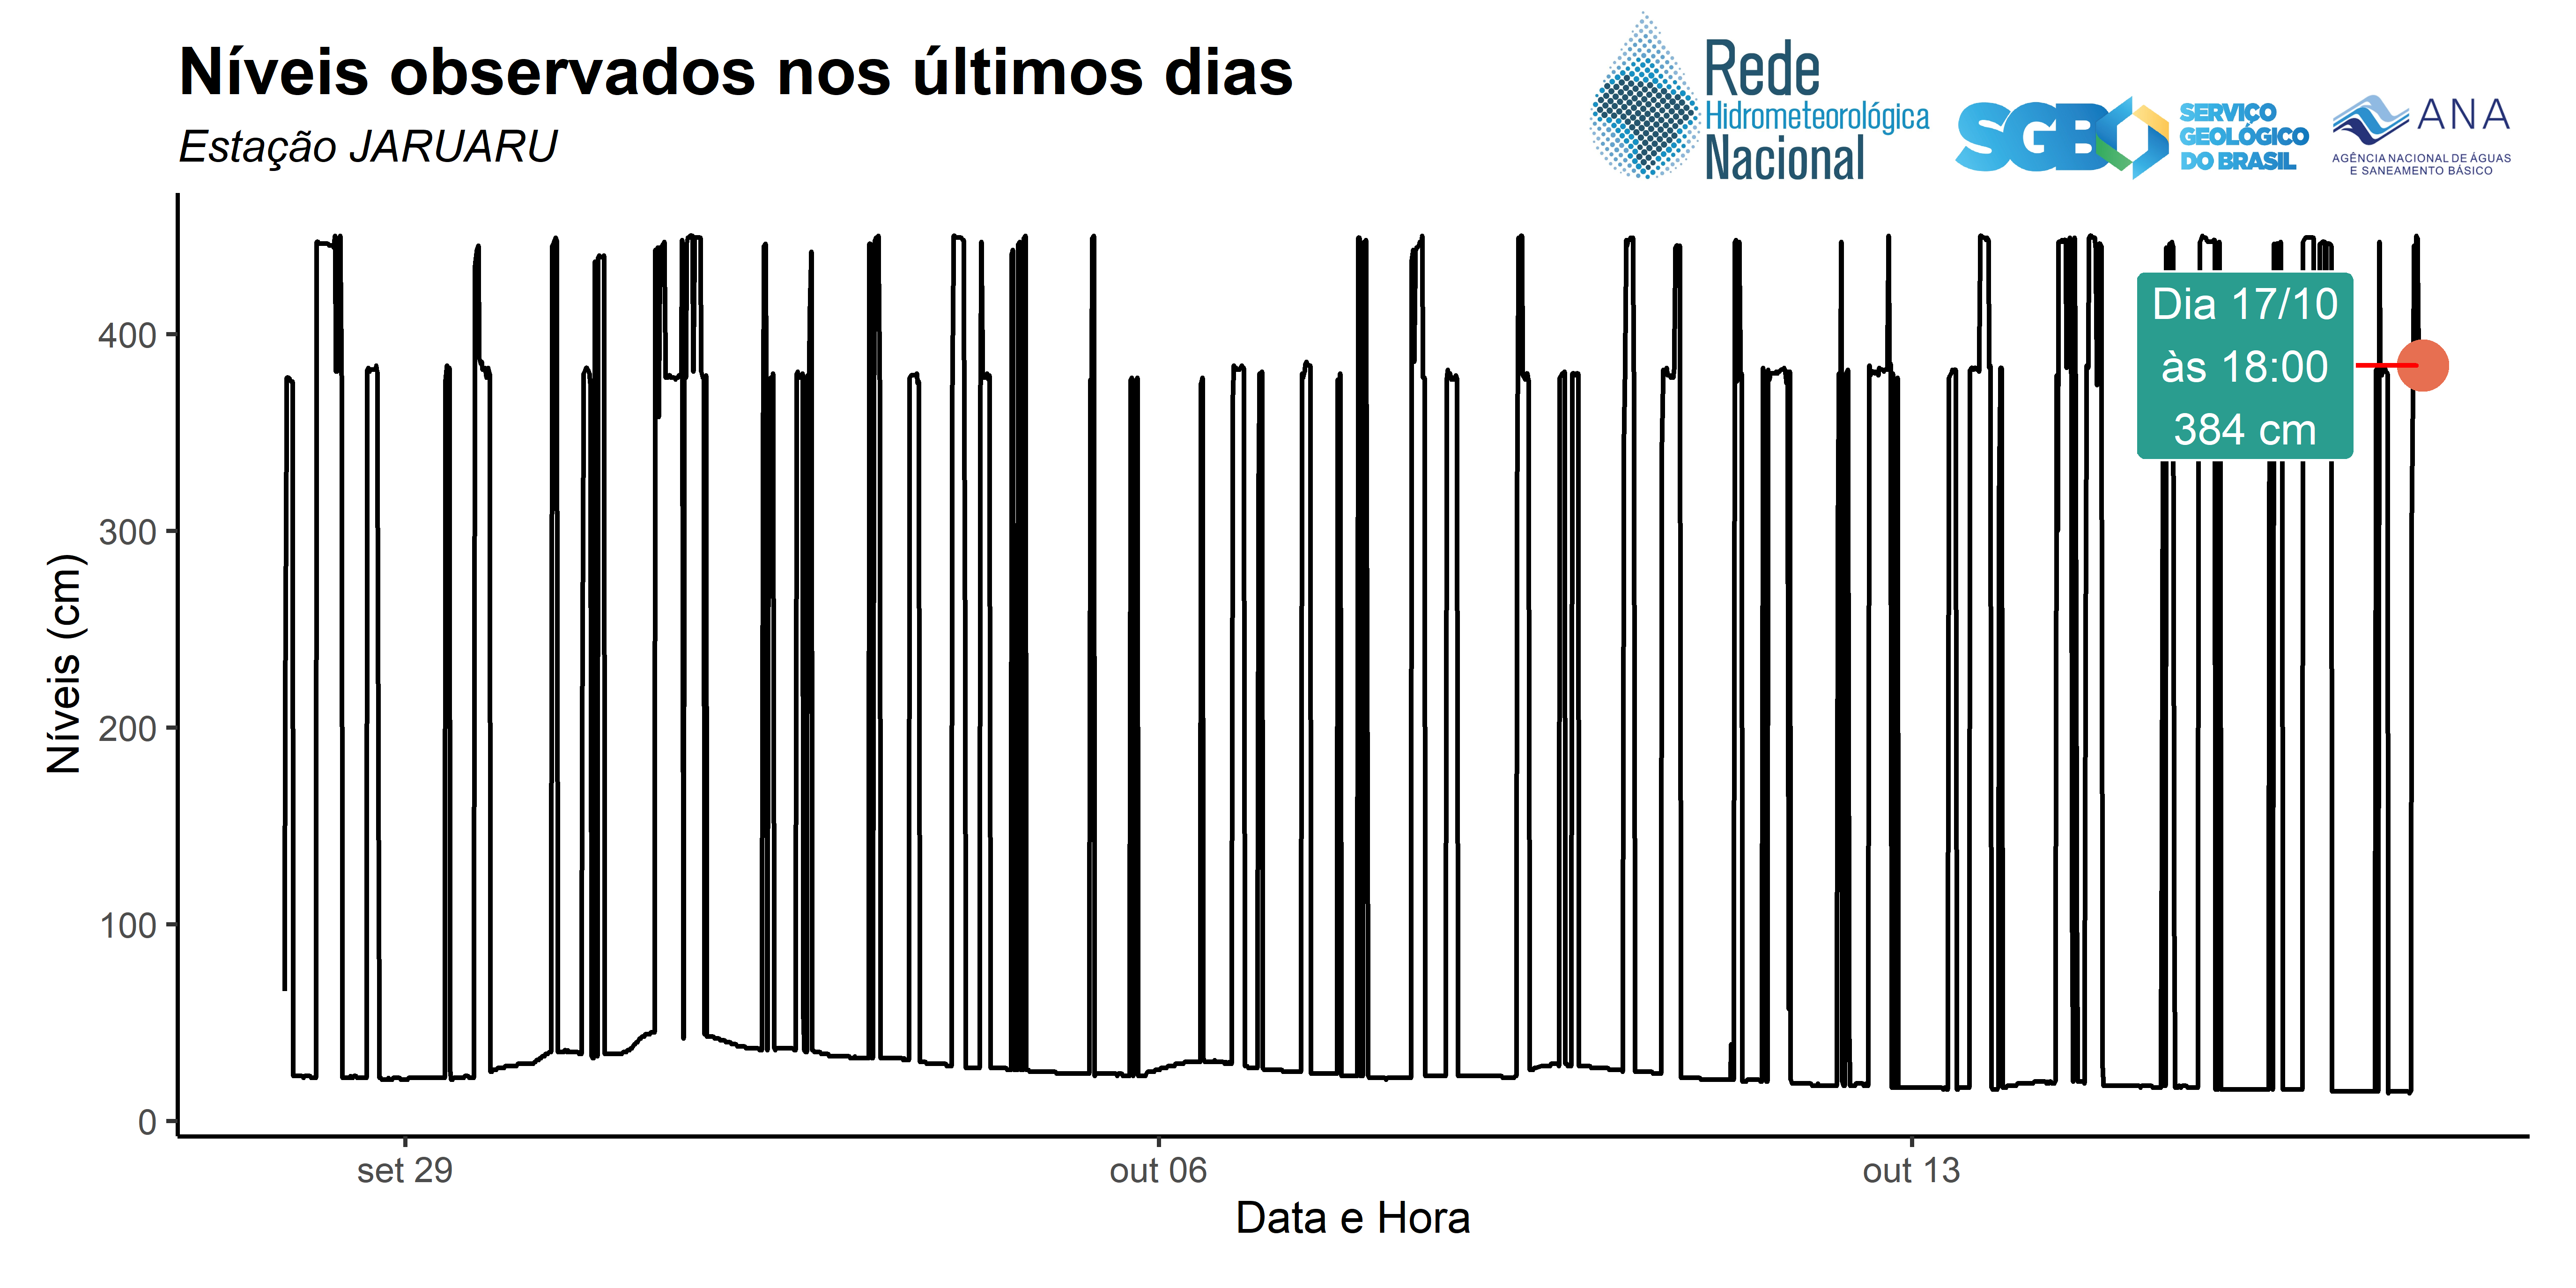 Níveis observados nos últimos dias
Estação JARUARU
Rede
Hidrometeorológica
Nacional
SGB
SERVIÇO
GEOLÓGICO
DO BRASIL
ANA
AGÊNCIA NACIONAL DE ÁGUAS
E SANEAMENTO BÁSICO
Níveis (cm)
400
300
200
100
0
Dia 17/10
às 18:00
384 cm
set 29
out 06
out 13
Data e Hora